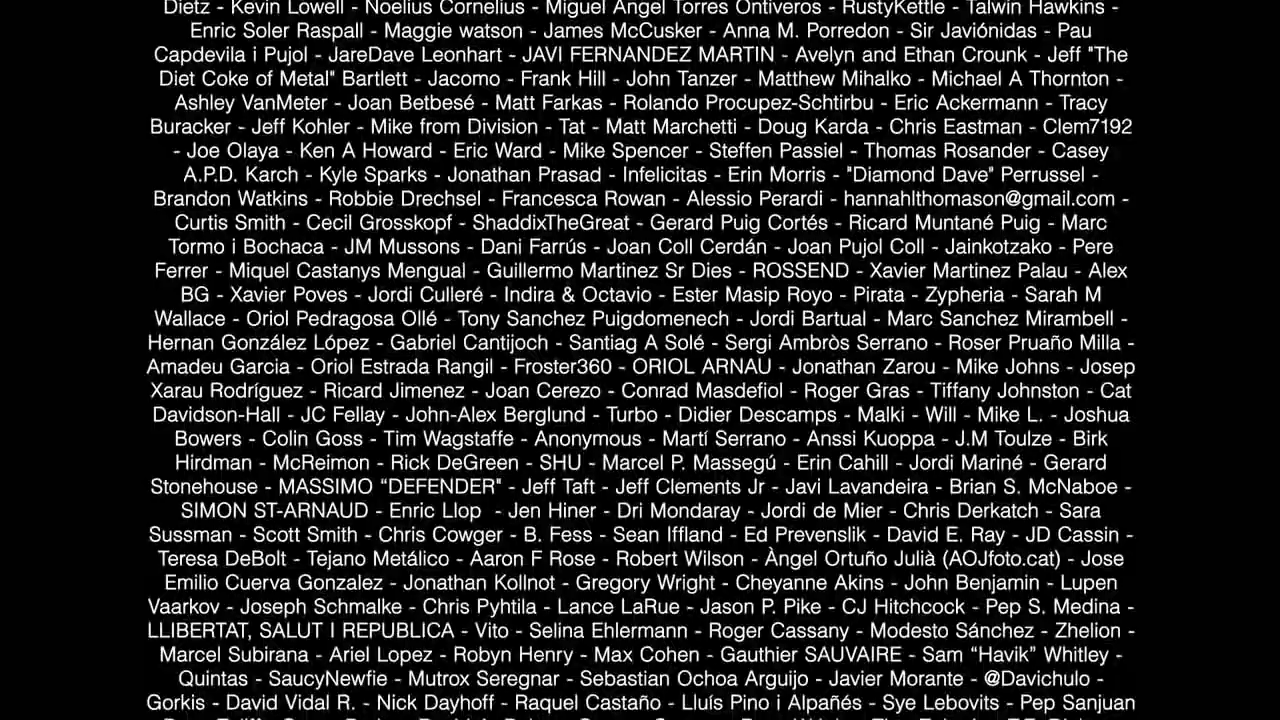 Dietz - Kevin Lowell - Noelius Cornelius - Miguel Angel Torres Ontiveros - RustyKettle - Talwin Hawkins -
Enric Soler Raspall - Maggie watson - James McCusker - Anna M. Porredon - Sir Javiónidas - Pau
Capdevila i Pujol - JareDave Leonhart - JAVI FERNANDEZ MARTIN - Avelyn and Ethan Crounk - Jeff "The
Diet Coke of Metal" Bartlett - Jacomo - Frank Hill - John Tanzer - Matthew Mihalko - Michael A Thornton -
Ashley VanMeter - Joan Betbesé - Matt Farkas - Rolando Procupez-Schtirbu - Eric Ackermann - Tracy
Buracker - Jeff Kohler - Mike from Division - Tat - Matt Marchetti - Doug Karda - Chris Eastman - Clem7192
- Joe Olaya - Ken A Howard - Eric Ward - Mike Spencer - Steffen Passiel - Thomas Rosander - Casey
A.P.D. Karch - Kyle Sparks - Jonathan Prasad - Infelicitas - Erin Morris - "Diamond Dave" Perrussel -
Brandon Watkins - Robbie Drechsel - Francesca Rowan - Alessio Perardi - hannahlthomason@gmail.com -
Curtis Smith - Cecil Grosskopf - ShaddixTheGreat - Gerard Puig Cortés - Ricard Muntané Puig - Marc
Tormo i Bochaca - JM Mussons - Dani Farrús - Joan Coll Cerdán - Joan Pujol Coll - Jainkotzako - Pere
Ferrer - Miquel Castanys Mengual - Guillermo Martinez Sr Dies - ROSSEND - Xavier Martinez Palau - Alex
BG - Xavier Poves - Jordi Culleré - Indira & Octavio - Ester Masip Royo - Pirata - Zypheria - Sarah M
Wallace - Oriol Pedragosa Ollé - Tony Sanchez Puigdomenech - Jordi Bartual - Marc Sanchez Mirambell -
Hernan González López - Gabriel Cantijoch - Santiag A Solé - Sergi Ambròs Serrano - Roser Pruaño Milla -
Amadeu Garcia - Oriol Estrada Rangil - Froster360 - ORIOL ARNAU - Jonathan Zarou - Mike Johns - Josep
Xarau Rodríguez - Ricard Jimenez - Joan Cerezo - Conrad Masdefiol - Roger Gras - Tiffany Johnston - Cat
Davidson-Hall - JC Fellay - John-Alex Berglund - Turbo - Didier Descamps - Malki - Will - Mike L. - Joshua
Bowers - Colin Goss - Tim Wagstaffe - Anonymous - Martí Serrano - Anssi Kuoppa - J.M Toulze - Birk
Hirdman - McReimon - Rick DeGreen - SHU - Marcel P. Massegú - Erin Cahill - Jordi Mariné - Gerard
Stonehouse - MASSIMO “DEFENDER" - Jeff Taft - Jeff Clements Jr - Javi Lavandeira - Brian S. McNaboe -
SIMON ST-ARNAUD - Enric Llop - Jen Hiner - Dri Mondaray - Jordi de Mier - Chris Derkatch - Sara
Sussman - Scott Smith - Chris Cowger - B. Fess - Sean Iffland - Ed Prevenslik - David E. Ray - JD Cassin -
Teresa DeBolt - Tejano Metálico - Aaron F Rose - Robert Wilson - Àngel Ortuño Julià (AOJfoto.cat) - Jose
Emilio Cuerva Gonzalez - Jonathan Kollnot - Gregory Wright - Cheyanne Akins - John Benjamin - Lupen
Vaarkov - Joseph Schmalke - Chris Pyhtila - Lance LaRue - Jason P. Pike - CJ Hitchcock - Pep S. Medina -
LLIBERTAT, SALUT I REPUBLICA - Vito - Selina Ehlermann - Roger Cassany - Modesto Sánchez - Zhelion -
Marcel Subirana - Ariel Lopez - Robyn Henry - Max Cohen - Gauthier SAUVAIRE - Sam “Havik” Whitley -
Quintas - SaucyNewfie - Mutrox Seregnar - Sebastian Ochoa Arguijo - Javier Morante - @Davichulo -
Gorkis - David Vidal R. - Nick Dayhoff - Raquel Castaño - Lluís Pino i Alpañés - Sye Lebovits - Pep Sanjuan